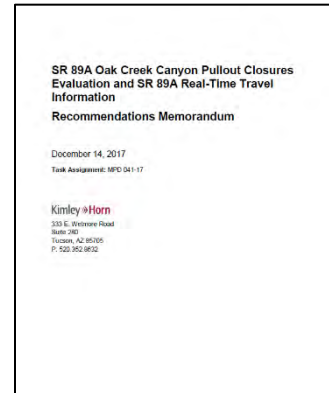 SR 89A Oak Creek Canyon Pullout Closures
Evaluation and SR 89A Real-Time Travel
Information
Recommendations Memorandum
December 14, 2017
Task Assignment: MPD 041-17
Kimley»Horn
333 E. Wetmore Road
Suite 280
Tucson, AZ 85705
P: 520 352 8632